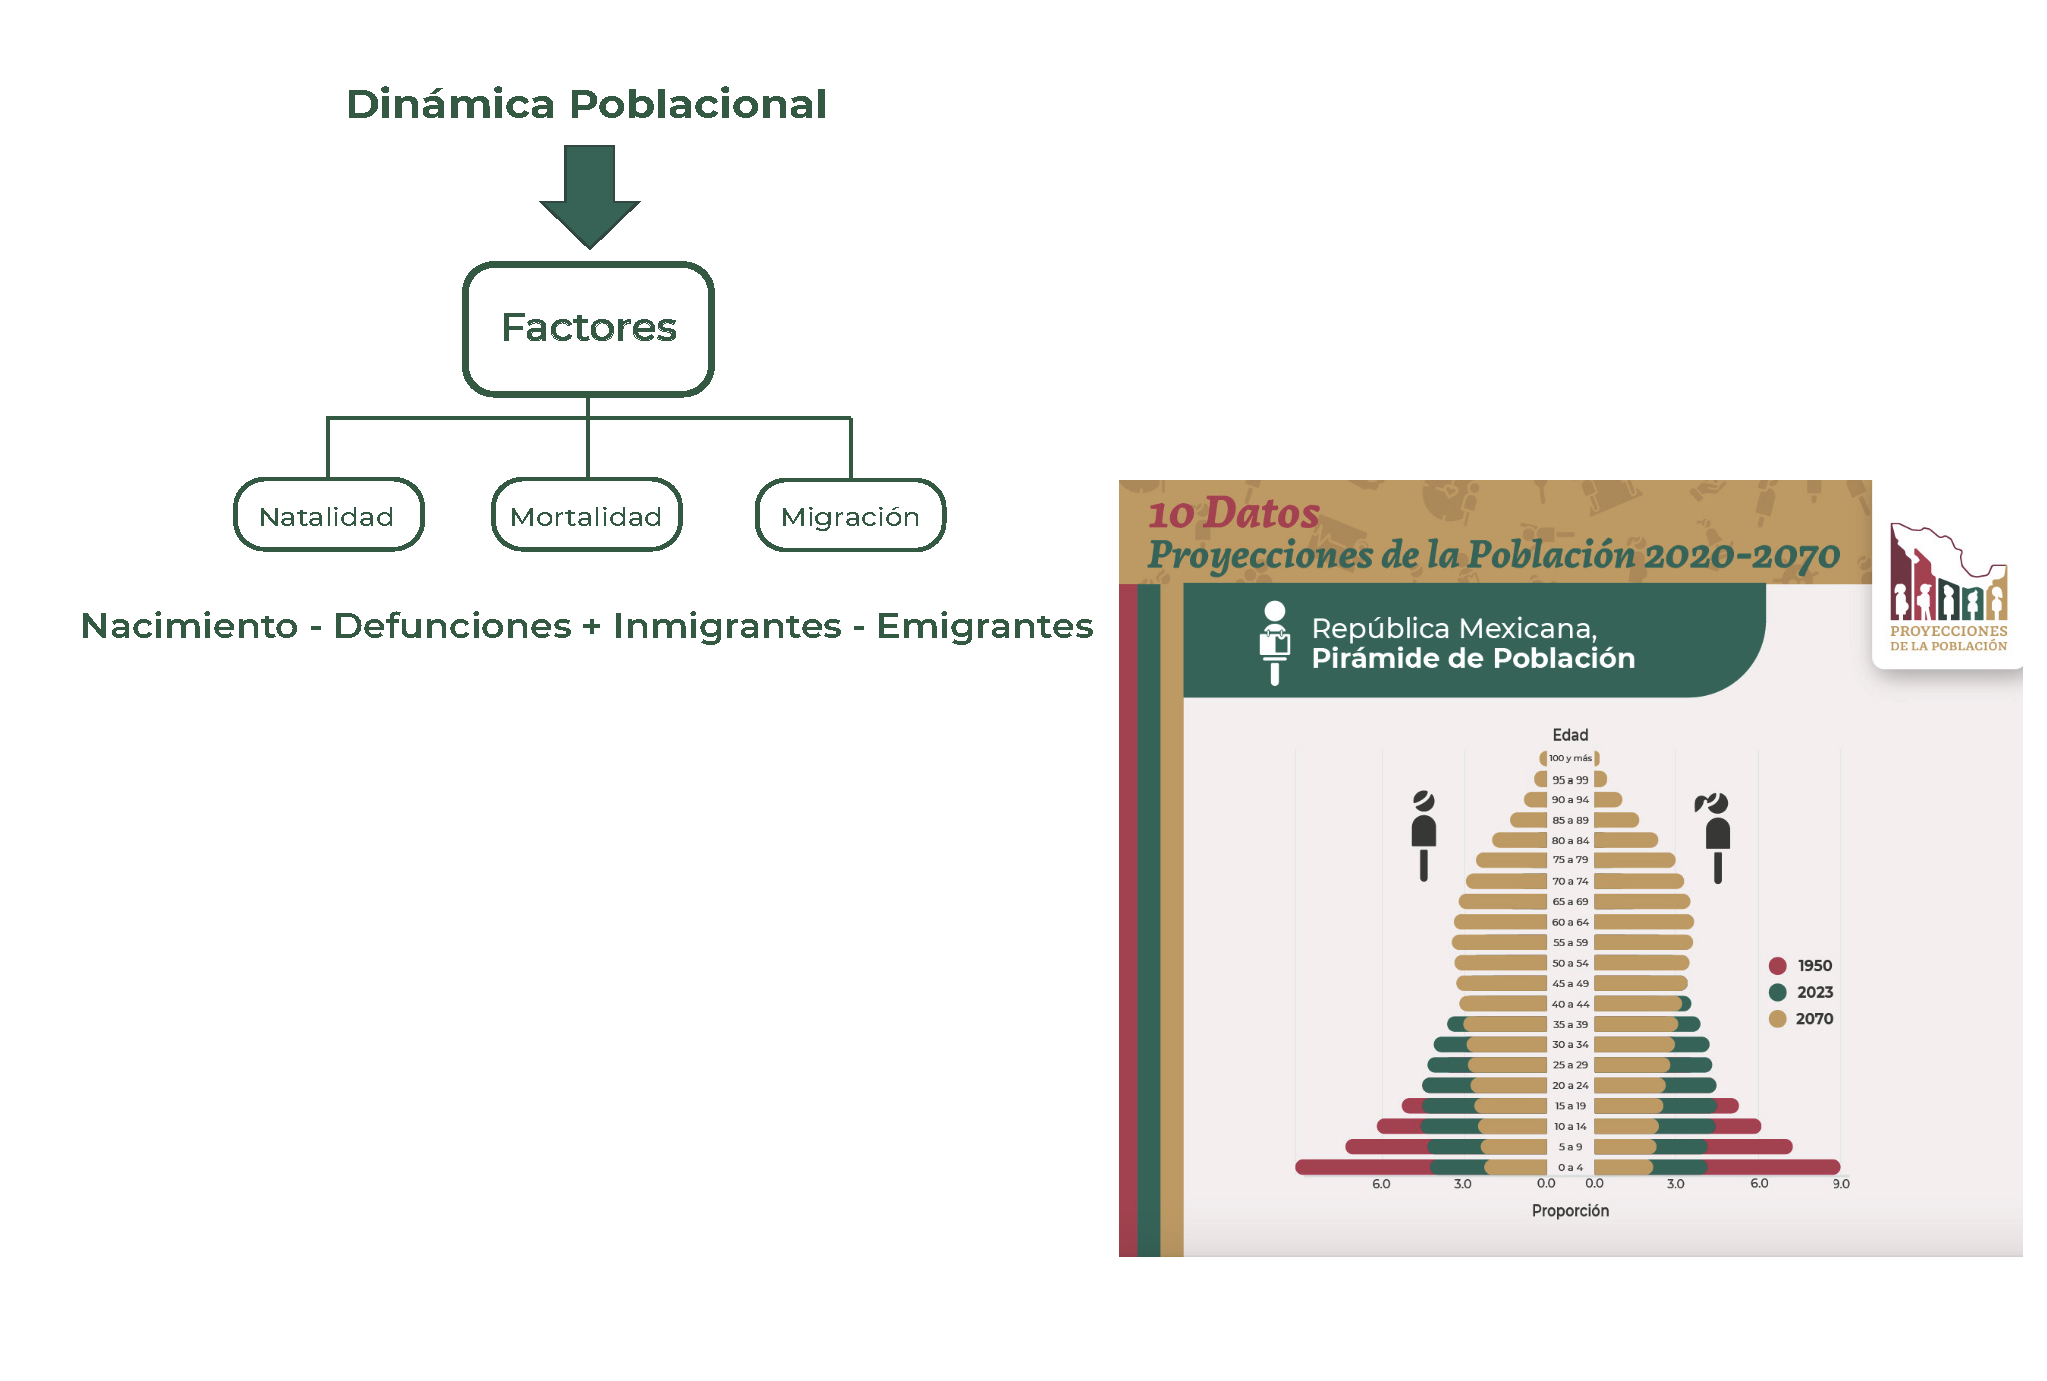 Dinámica Poblacional
Factores
Natalidad
Mortalidad
Migración
Nacimiento - Defunciones + Inmigrantes - Emigrantes
10 Datos
Proyecciones de la Población 2020-2070
PROYECCIONES
DE LA POBLACIÓN
República Mexicana,
Pirámide de Población
Edad
100 y más
95 a 99
90 a 94
85 a 89
80 a 84
75 a 79
70 a 74
65 a 69
60 a 64
55 a 59
50 a 54
45 a 49
40 a 44
35 a 39
30 a 34
25 a 29
20 a 24
15 a 19
10 a 14
5 a 9
0 a 4
1950
2023
2070
6.0 3.0 0.0 0.0 3.0 6.0 9.0
Proporción